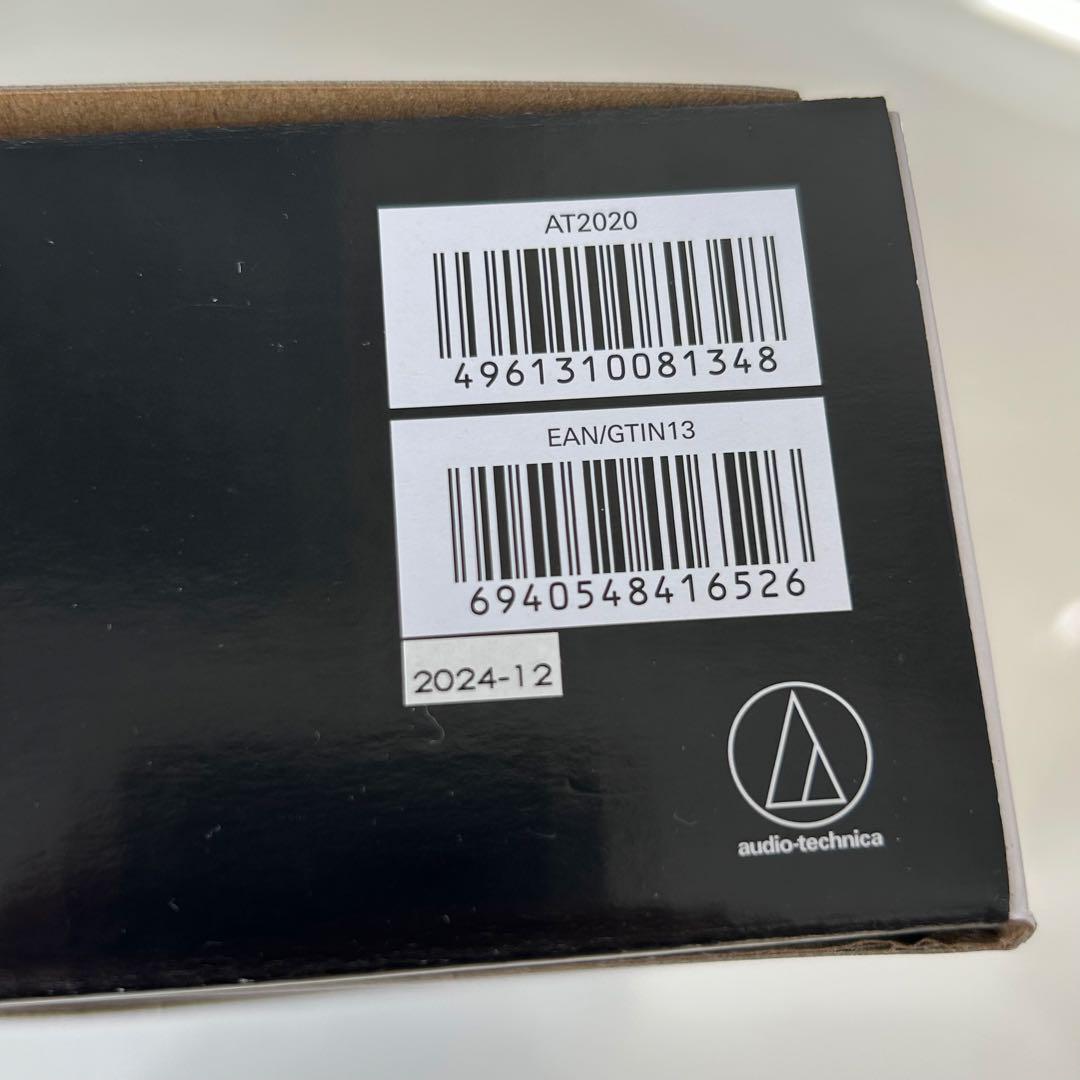 AT2020
4961310081348
EAN/GTIN13
6940548416526
2024-12
audio-technica